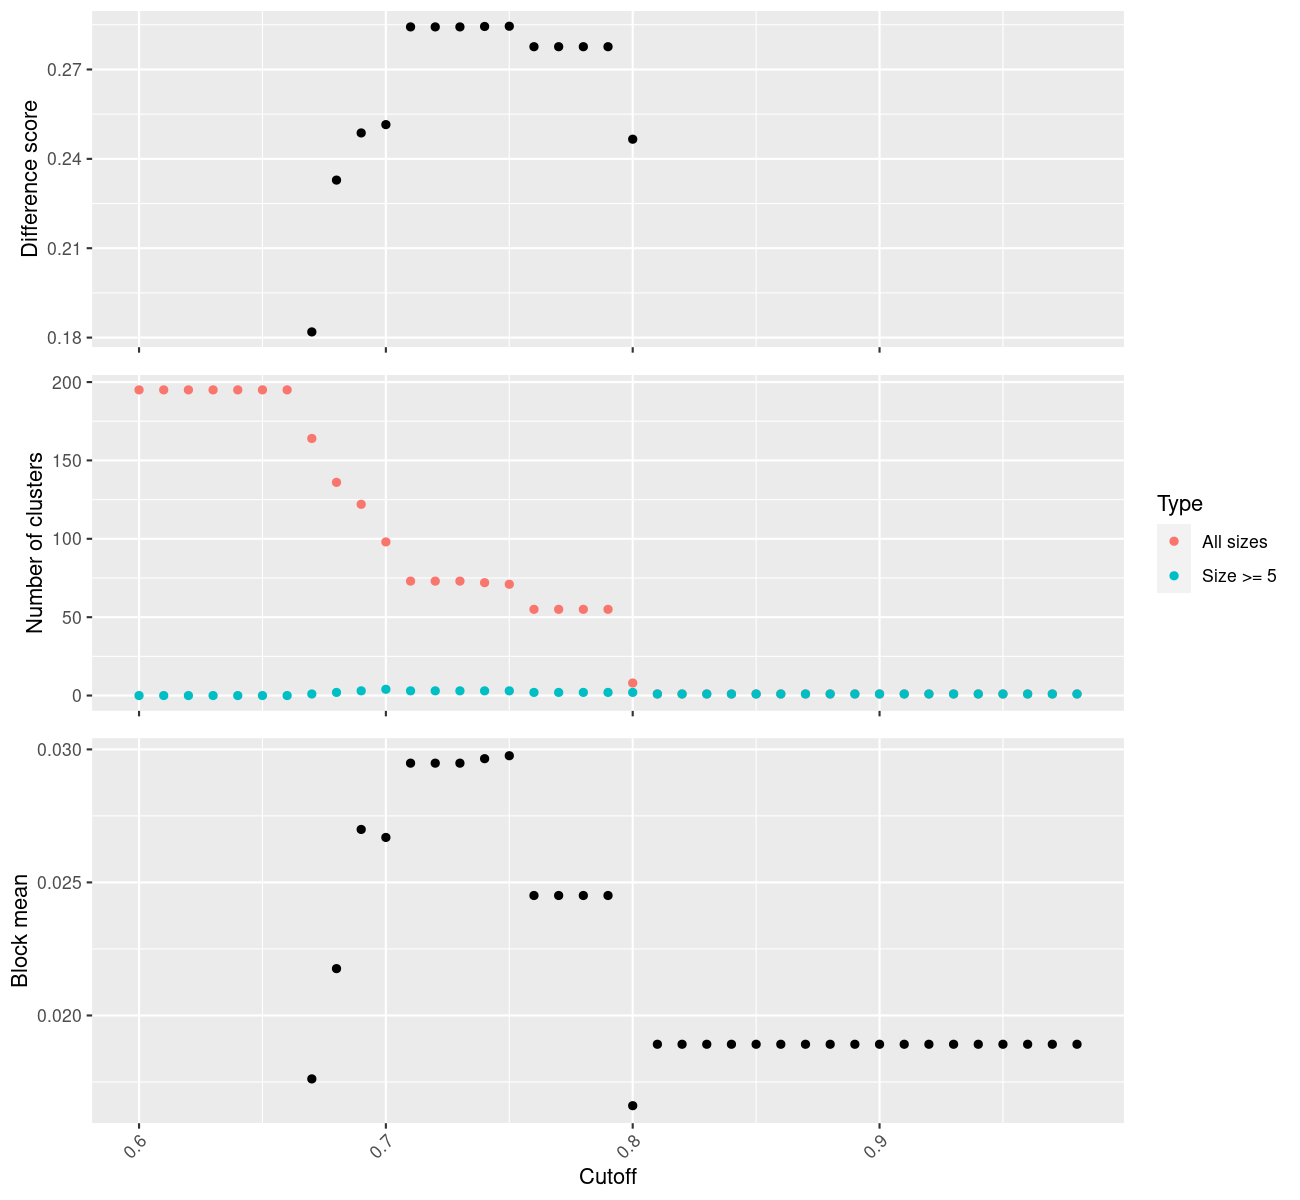 0.27
0.24
0.21
0.18
Difference score
200
150
100
50
0
Number of clusters
Type
All sizes
Size >= 5
0.030
0.025
0.020
Block mean
0.6
0.7
0.8
0.9
Cutoff